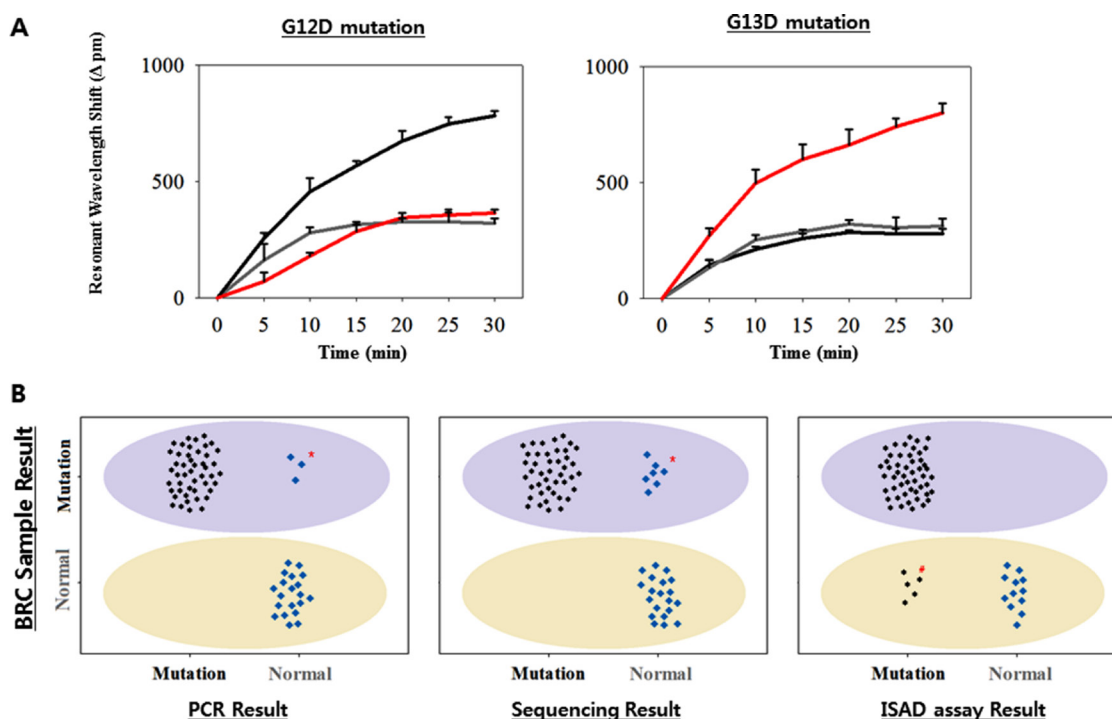 A
G12D mutation
G13D mutation
Resonant Wavelength Shift (Δ pm)
1000
500
0
0 5 10 15 20 25 30
Time (min)
1000
500
0
0 5 10 15 20 25 30
Time (min)
B
BRC Sample Result
Mutation
Normal
*
*
#
Mutation Normal
PCR Result
Mutation Normal
Sequencing Result
Mutation Normal
ISAD assay Result